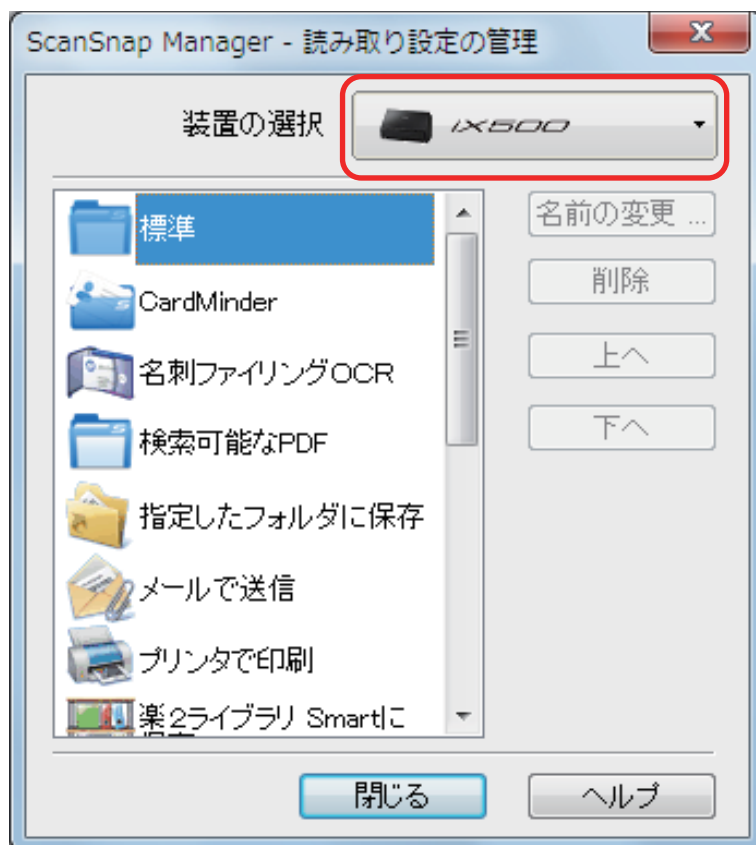 ScanSnap Manager - 読み取り設定の管理
装置の選択
iX500
標準
CardMinder
名刺ファイリングOCR
検索可能なPDF
指定したフォルダに保存
メールで送信
プリンタで印刷
楽2ライブラリ Smartに
名前の変更 ...
削除
上へ
下へ
閉じる
ヘルプ